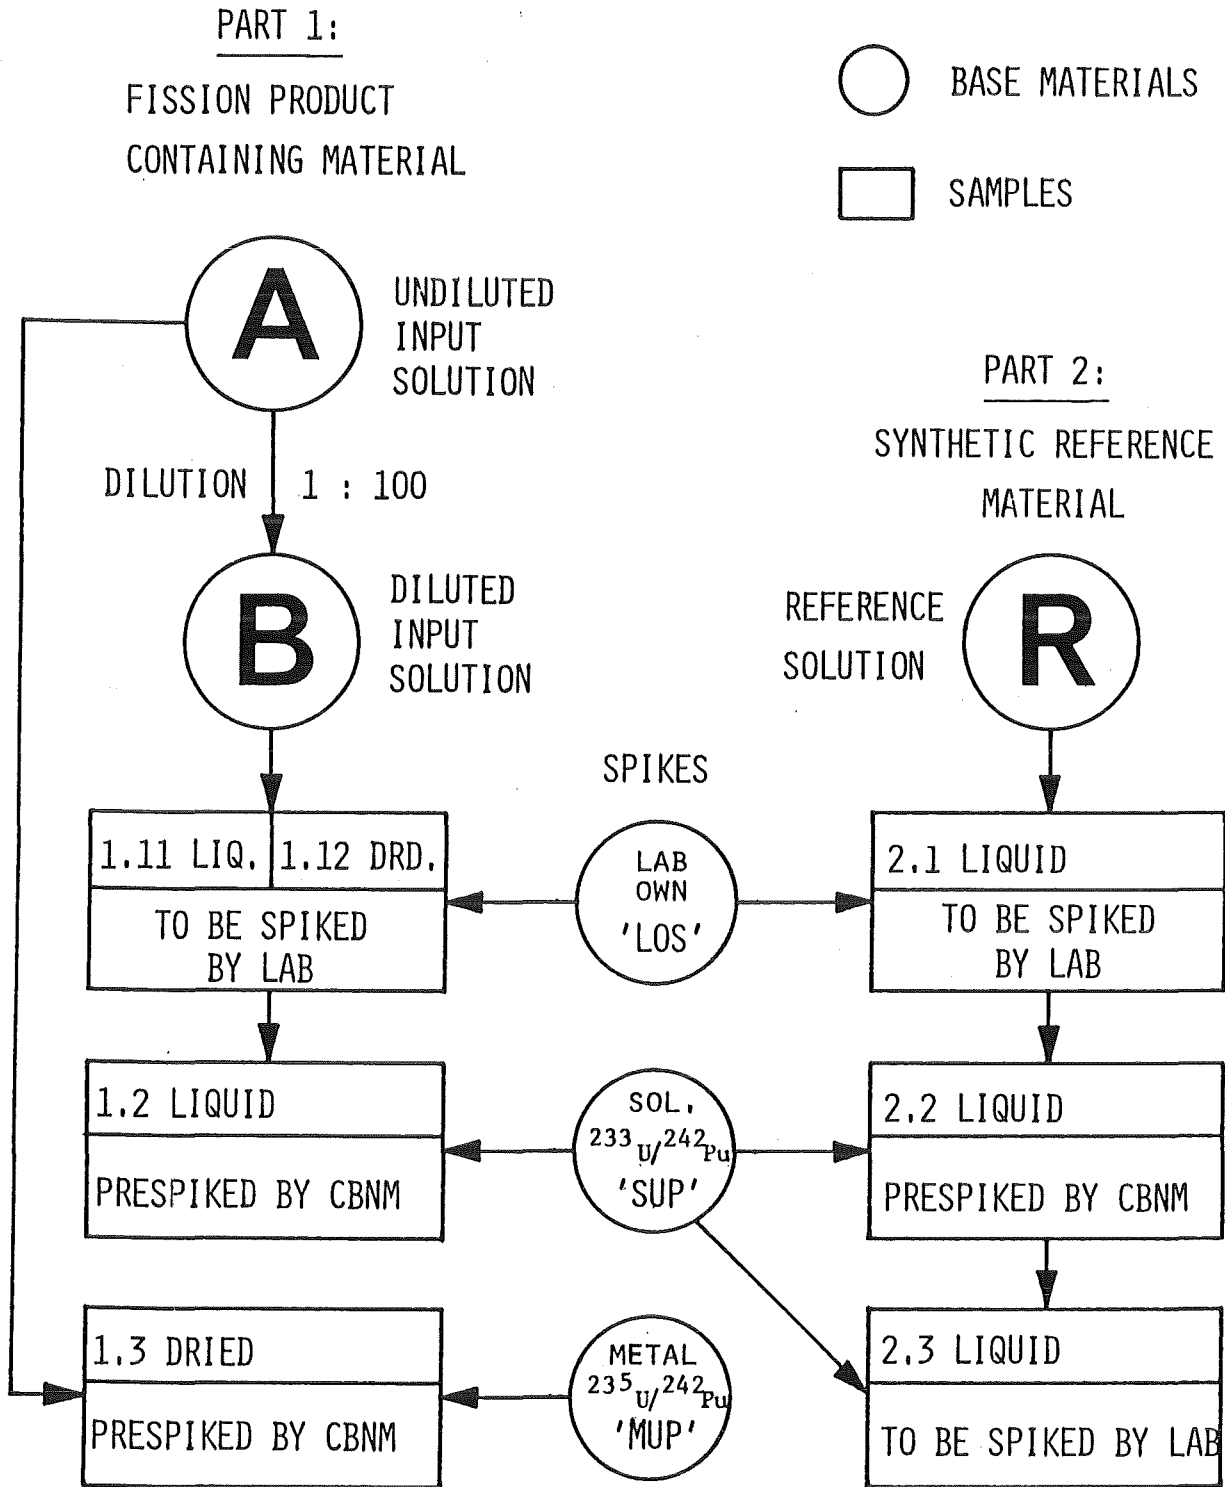 PART 1:
FISSION PRODUCT
CONTAINING MATERIAL
BASE MATERIALS
SAMPLES
A
UNDILUTED
INPUT
SOLUTION
DILUTION 1 : 100
B
DILUTED
INPUT
SOLUTION
PART 2:
SYNTHETIC REFERENCE
MATERIAL
REFERENCE
SOLUTION
R
SPIKES
1.11 LIQ. 1.12 DRD.
TO BE SPIKED
BY LAB
LAB
OWN
'LOS'
2.1 LIQUID
TO BE SPIKED
BY LAB
1.2 LIQUID
PRESPIKED BY CBNM
SOL.
²³³U/²⁴²Pu
'SUP'
2.2 LIQUID
PRESPIKED BY CBNM
1.3 DRIED
PRESPIKED BY CBNM
METAL
²³⁵U/²⁴²Pu
'MUP'
2.3 LIQUID
TO BE SPIKED BY LAB